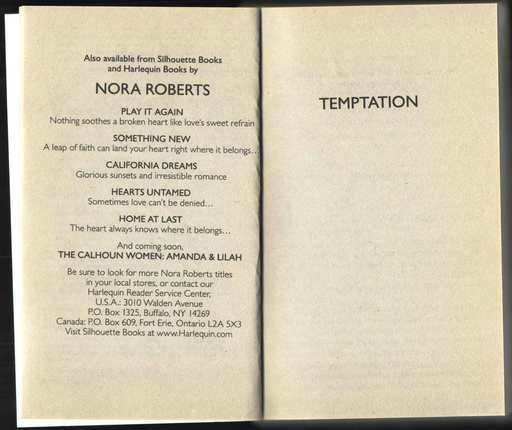 Also available from Silhouette Books
and Harlequin Books by
NORA ROBERTS
PLAY IT AGAIN
Nothing soothes a broken heart like love's sweet refrain
SOMETHING NEW
A leap of faith can land your heart right where it belongs...
CALIFORNIA DREAMS
Glorious sunsets and irresistible romance
HEARTS UNTAMED
Sometimes love can't be denied...
HOME AT LAST
The heart always knows where it belongs...
And coming soon,
THE CALHOUN WOMEN: AMANDA & LILAH
Be sure to look for more Nora Roberts titles
in your local stores, or contact our
Harlequin Reader Service Center,
U.S.A.: 3010 Walden Avenue
P.O. Box 1325, Buffalo, NY 14269
Canada: P.O. Box 609, Fort Erie, Ontario L2A 5X3
Visit Silhouette Books at www.Harlequin.com
TEMPTATION